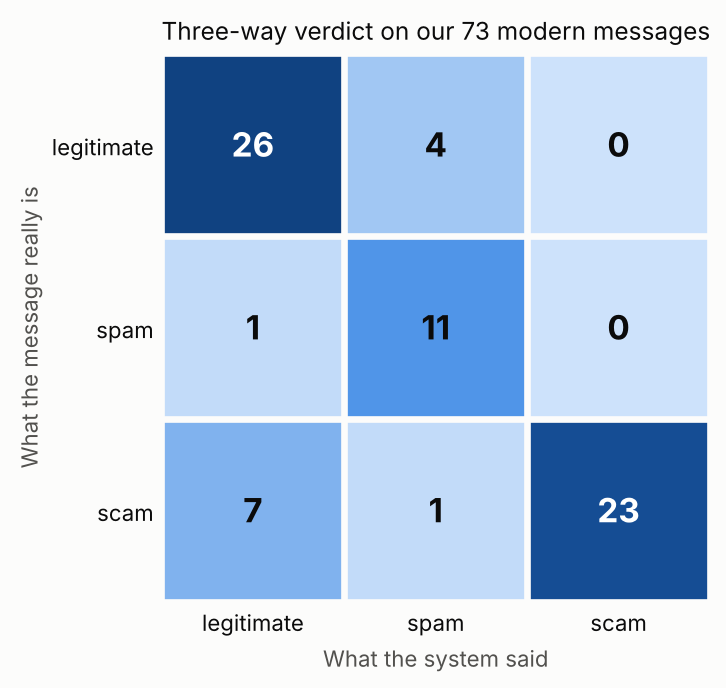 Three-way verdict on our 73 modern messages
What the message really is
legitimate
26
4
0
spam
1
11
0
scam
7
1
23
legitimate
spam
scam
What the system said